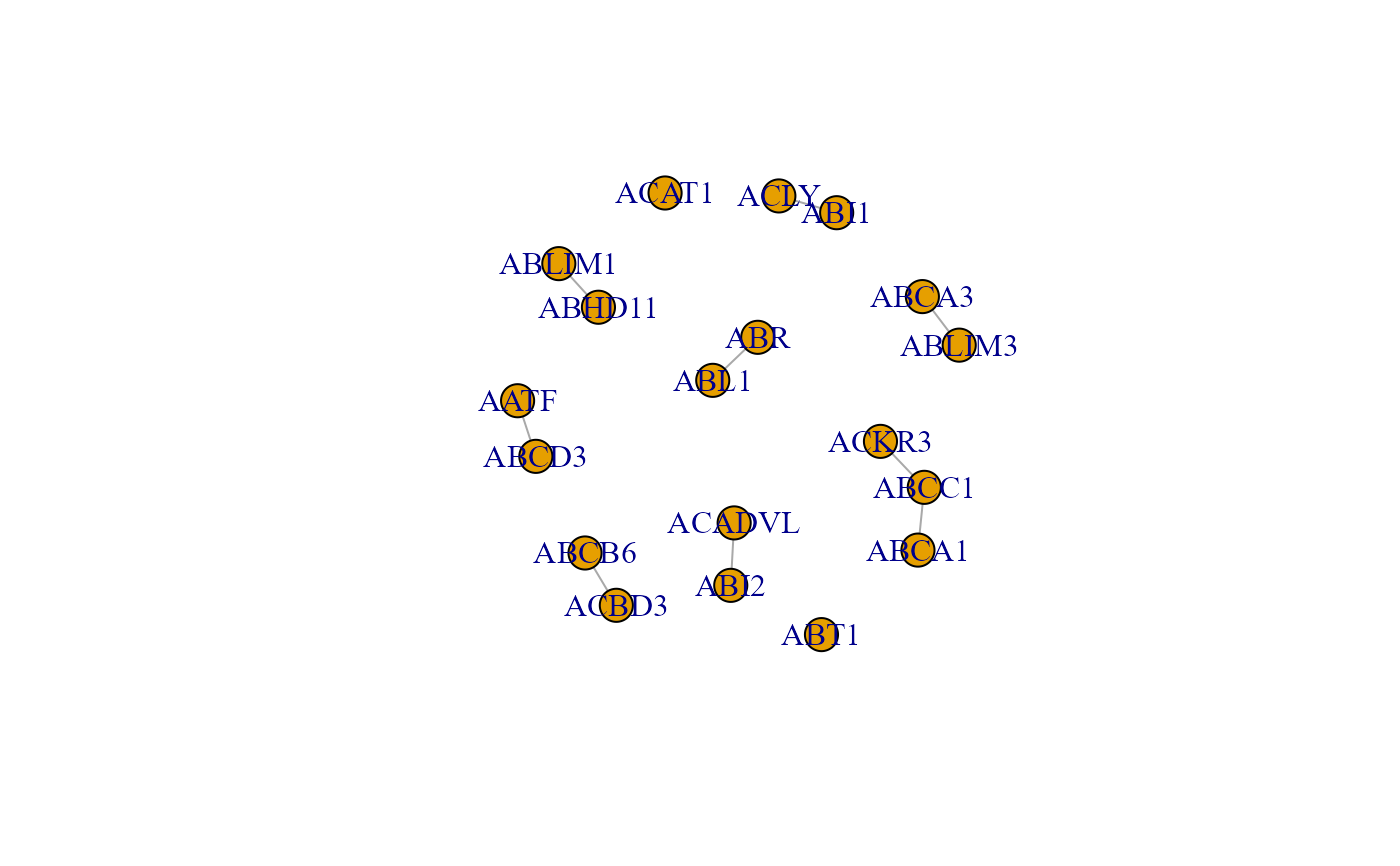 ACAT1
ACLY
ABI1
ABLIM1
ABHD11
ABCA3
ABLIM3
ABR
ABL1
AATF
ABCD3
ACKR3
ABCC1
ABCA1
ACADVL
ABI2
ABCB6
ACBD3
ABT1